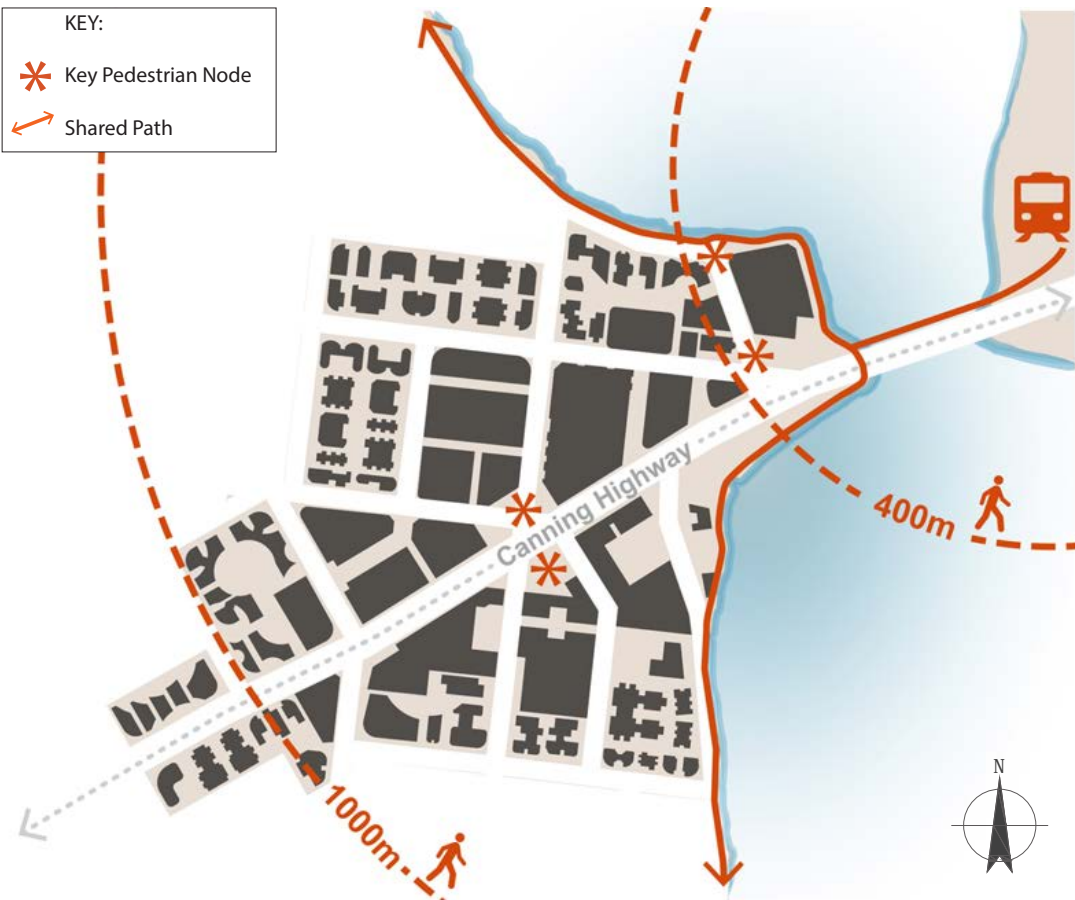 KEY:
Key Pedestrian Node
Shared Path
Canning Highway
400m
1000m
N